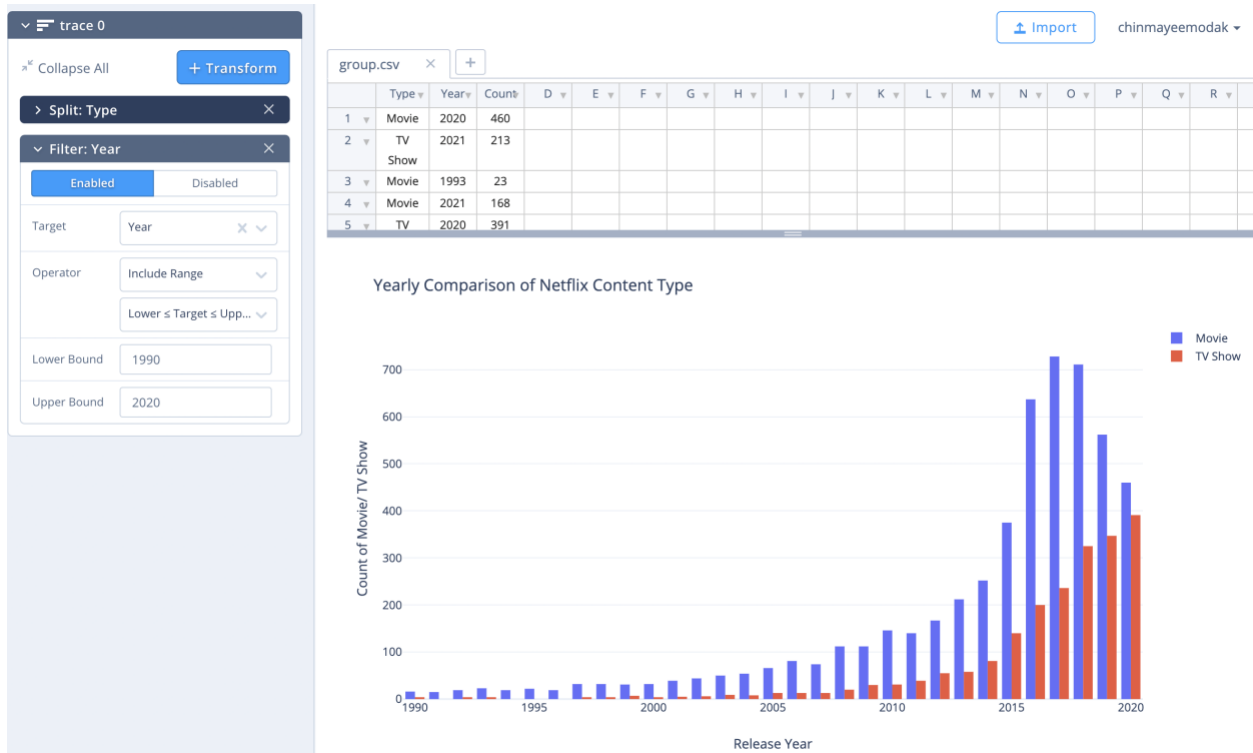 trace 0
Collapse All
+ Transform
Split: Type
Filter: Year
Enabled Disabled
Target Year
Operator Include Range
Lower ≤ Target ≤ Upp...
Lower Bound 1990
Upper Bound 2020
Import chinmayeemodak
group.csv
Type Year Count D E F G H I J K L M N O P Q R
1 Movie 2020 460
2 TV 2021 213
Show
3 Movie 1993 23
4 Movie 2021 168
5 TV 2020 391
Yearly Comparison of Netflix Content Type
Movie
TV Show
700
600
500
400
300
200
100
0
Count of Movie/ TV Show
1990 1995 2000 2005 2010 2015 2020
Release Year